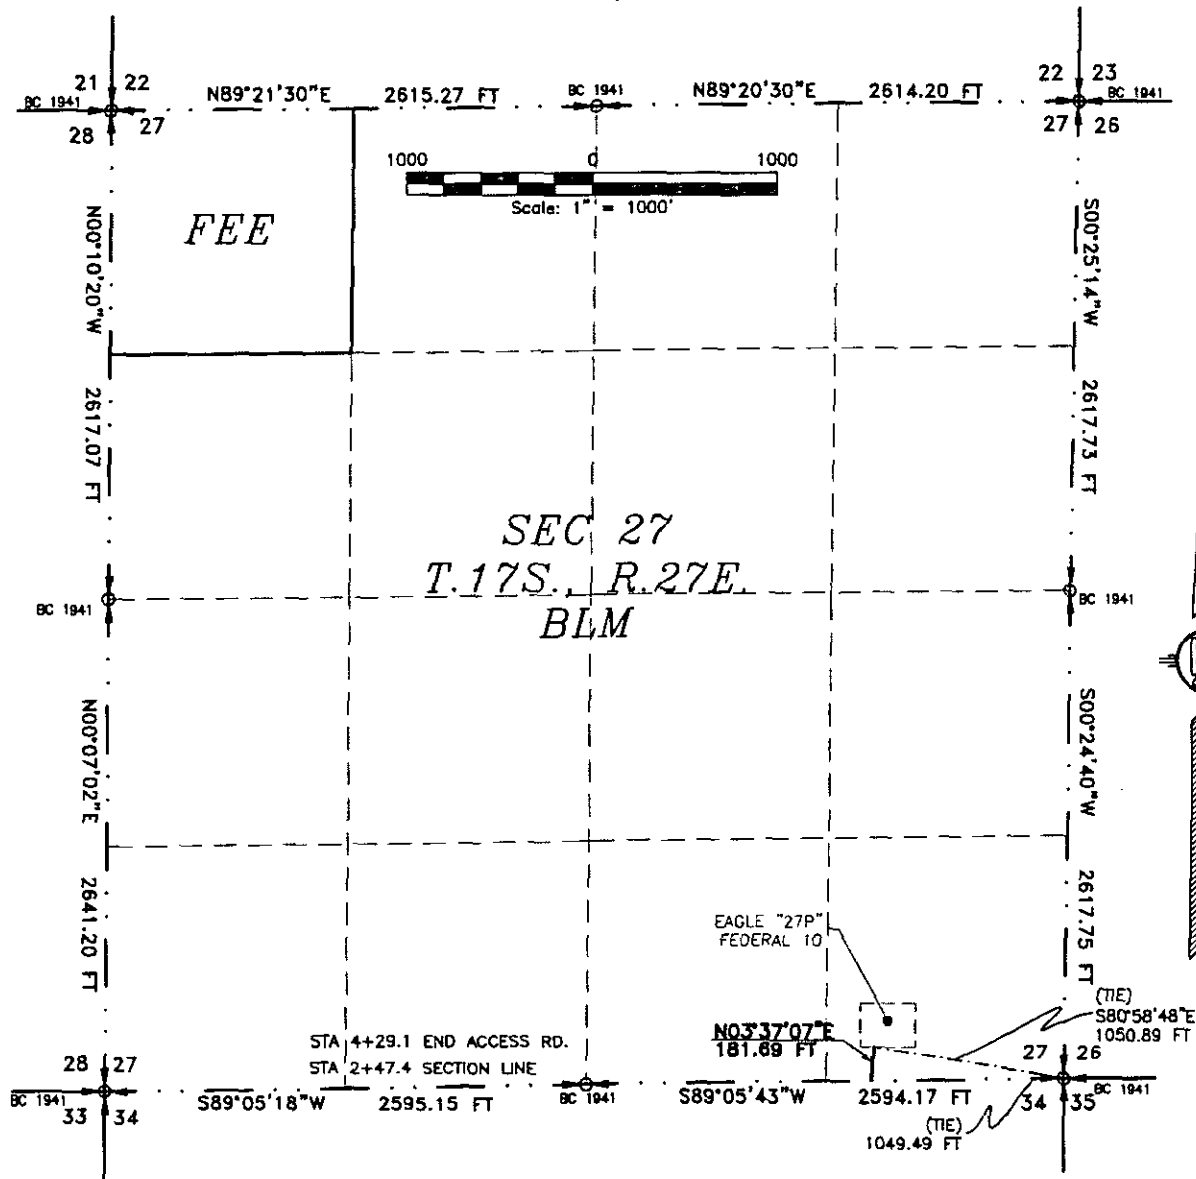 21 22
BC 1941
28 27
N89°21'30"E 2615.27 FT
BC 1941
N89°20'30"E 2614.20 FT
22 23
BC 1941
27 26
1000 0 1000
Scale: 1" = 1000'
FEE
N00°10'20"W
2617.07 FT
S00°25'14"W
2617.73 FT
SEC 27
T.17S., R.27E.
BLM
BC 1941
BC 1941
N00°07'02"E
2641.20 FT
S00°24'40"W
2617.75 FT
EAGLE "27P"
FEDERAL 10
(TIE)
S80°58'48"E
1050.89 FT
N03°37'07"E
181.69 FT
STA 4+29.1 END ACCESS RD.
STA 2+47.4 SECTION LINE
28 27
BC 1941
33 34
S89°05'18"W 2595.15 FT
BC 1941
S89°05'43"W 2594.17 FT
27 26
BC 1941
34 35
(TIE)
1049.49 FT